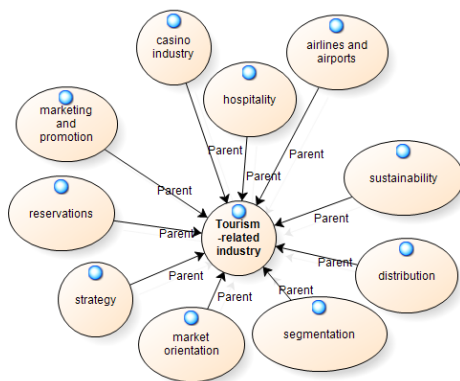 casino
industry
airlines and
airports
hospitality
marketing
and
promotion
Parent
Parent
Parent
Parent
sustainability
reservations
Parent
Tourism
-related
industry
Parent
strategy
Parent
Parent
distribution
market
orientation
Parent
segmentation